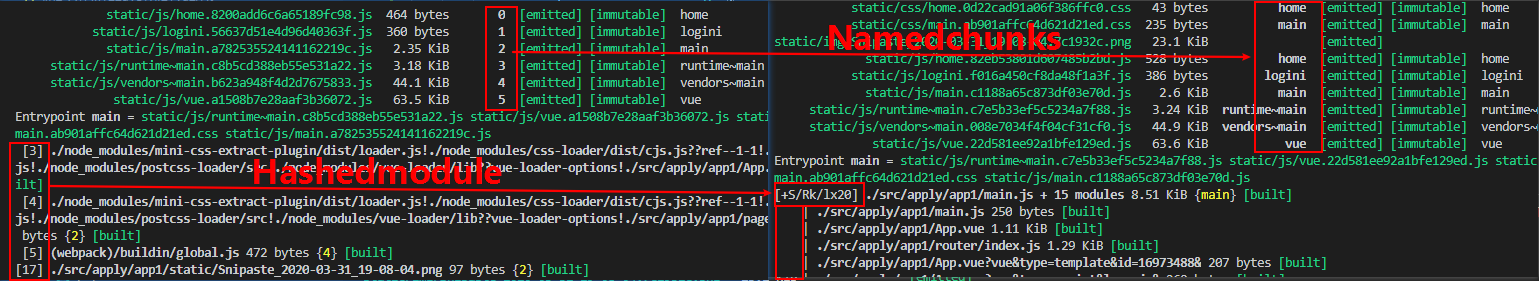 static/js/home.8200add6c6a65189fc98.js 464 bytes 0 [emitted] [immutable] home
static/js/logini.56637d51e4d96d40363f.js 360 bytes 1 [emitted] [immutable] logini
static/js/main.a782535524141162219c.js 2.35 KiB 2 [emitted] [immutable] main
static/js/runtime~main.c8b5cd388eb55e531a22.js 3.18 KiB 3 [emitted] [immutable] runtime~main
static/js/vendors~main.b623a948f4d2d7675833.js 44.1 KiB 4 [emitted] [immutable] vendors~main
static/js/vue.a1508b7e28aaf3b36072.js 63.5 KiB 5 [emitted] [immutable] vue
Entrypoint main = static/js/runtime~main.c8b5cd388eb55e531a22.js static/js/vue.a1508b7e28aaf3b36072.js stat
main.ab901affc64d621d21ed.css static/js/main.a782535524141162219c.js
[3] ./node_modules/mini-css-extract-plugin/dist/loader.js!./node_modules/css-loader/dist/cjs.js??ref--1-1!.
js!./node_modules/postcss-loader/src!./node_modules/vue-loader/lib??vue-loader-options!./src/apply/app1/App.
ilt]
Hashedmodule
[4] ./node_modules/mini-css-extract-plugin/dist/loader.js!./node_modules/css-loader/dist/cjs.js??ref--1-1!.
js!./node_modules/postcss-loader/src!./node_modules/vue-loader/lib??vue-loader-options!./src/apply/app1/page
bytes {2} [built]
[5] (webpack)/buildin/global.js 472 bytes {4} [built]
[17] ./src/apply/app1/static/Snipaste_2020-03-31_19-08-04.png 97 bytes {2} [built]
static/css/home.0d22cad91a06f386ffc0.css 43 bytes home [emitted] [immutable] home
static/css/main.ab901affc64d621d21ed.css 235 bytes main [emitted] [immutable] main
Namedchunks
23.1 KiB [emitted]
static/js/home.82eb53801d607485b2bd.js 528 bytes home [emitted] [immutable] home
static/js/logini.f016a450cf8da48f1a3f.js 386 bytes logini [emitted] [immutable] logini
static/js/main.c1188a65c873df03e70d.js 2.6 KiB main [emitted] [immutable] main
static/js/runtime~main.c7e5b33ef5c5234a7f88.js 3.24 KiB runtime~main [emitted] [immutable] runtime~
static/js/vendors~main.008e7034f4f04cf31cf0.js 44.9 KiB vendors~main [emitted] [immutable] vendors~
static/js/vue.22d581ee92a1bfe129ed.js 63.6 KiB vue [emitted] [immutable] vue
Entrypoint main = static/js/runtime~main.c7e5b33ef5c5234a7f88.js static/js/vue.22d581ee92a1bfe129ed.js stat
main.ab901affc64d621d21ed.css static/js/main.c1188a65c873df03e70d.js
[+S/Rk/1x20] ./src/apply/app1/main.js + 15 modules 8.51 KiB {main} [built]
| ./src/apply/app1/main.js 250 bytes [built]
| ./src/apply/app1/App.vue 1.11 KiB [built]
| ./src/apply/app1/router/index.js 1.29 KiB [built]
| ./src/apply/app1/App.vue?vue&type=template&id=16973488& 207 bytes [built]